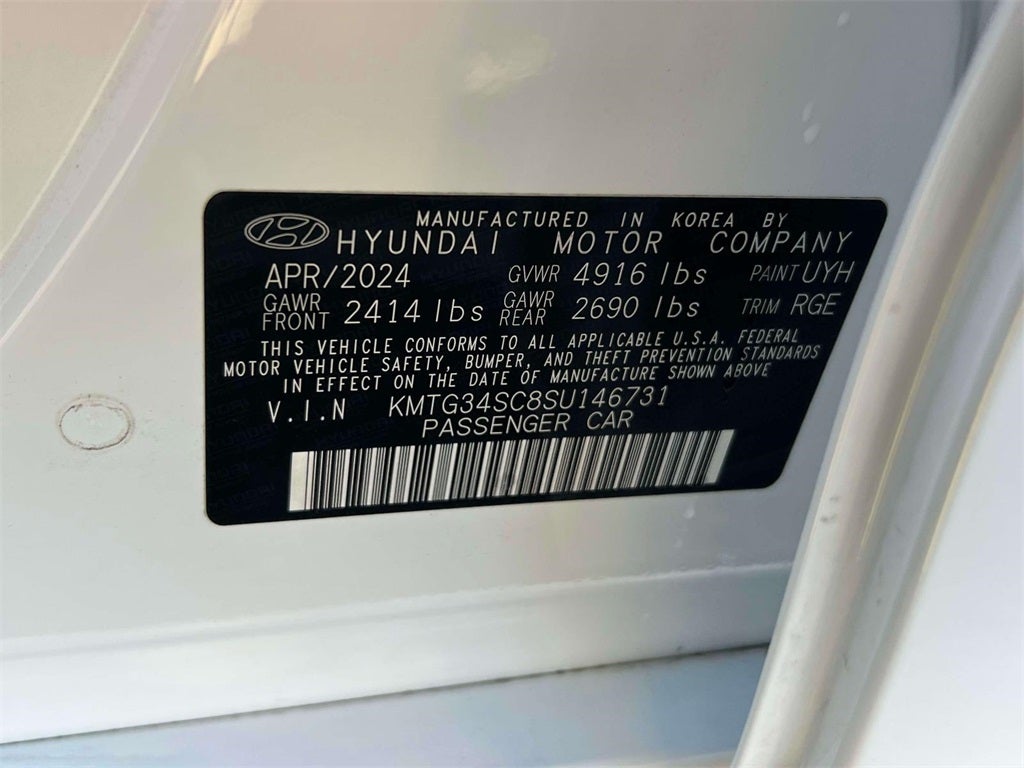 MANUFACTURED IN KOREA BY
HYUNDAI MOTOR COMPANY
APR/2024 GVWR 4916 lbs PAINT UYH
GAWR FRONT 2414 lbs GAWR REAR 2690 lbs TRIM RGE
THIS VEHICLE CONFORMS TO ALL APPLICABLE U.S.A. FEDERAL
MOTOR VEHICLE SAFETY, BUMPER, AND THEFT PREVENTION STANDARDS
IN EFFECT ON THE DATE OF MANUFACTURE SHOWN ABOVE
V.I.N KMTG34SC8SU146731
PASSENGER CAR